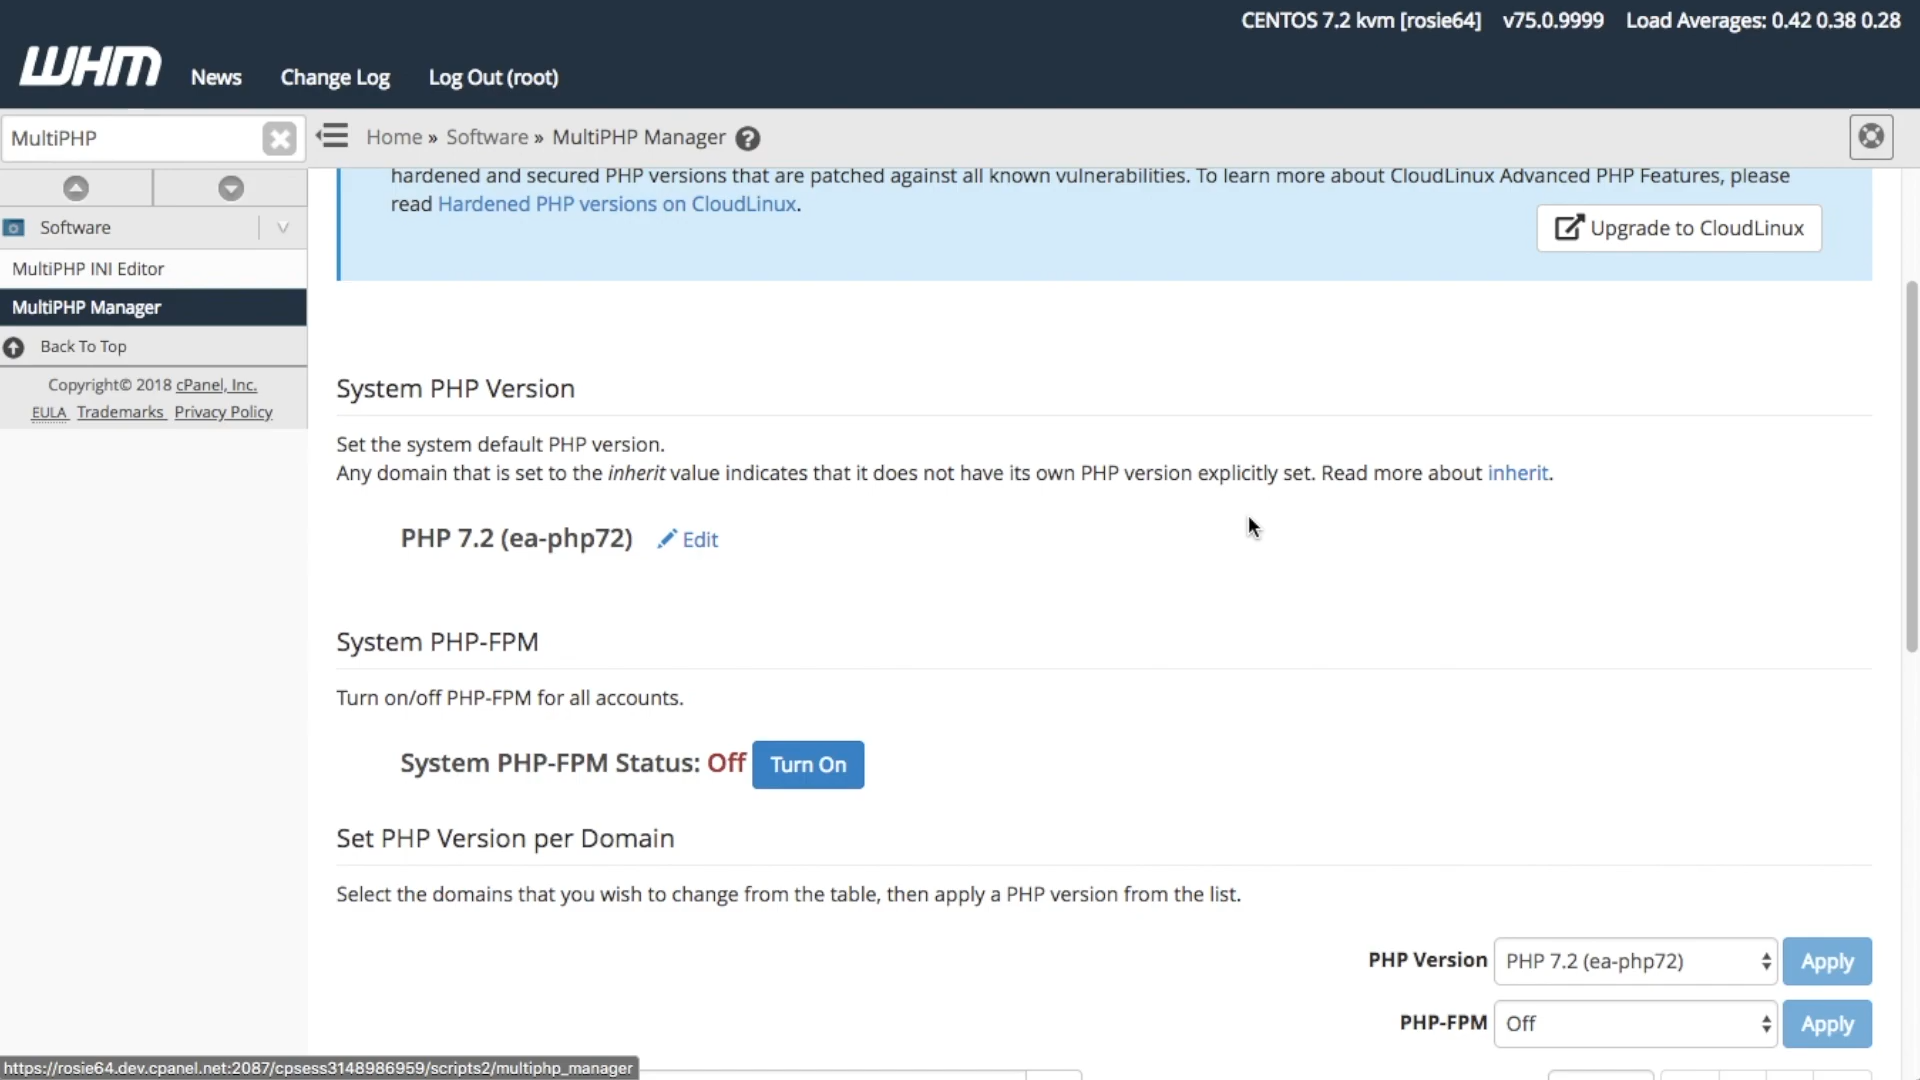 CENTOS 7.2 kvm [rosie64] v75.0.9999 Load Averages: 0.42 0.38 0.28
WHM News Change Log Log Out (root)
MultiPHP
Home » Software » MultiPHP Manager ?
hardened and secured PHP versions that are patched against all known vulnerabilities. To learn more about CloudLinux Advanced PHP Features, please
read Hardened PHP versions on CloudLinux.
Upgrade to CloudLinux
Software
MultiPHP INI Editor
MultiPHP Manager
Back To Top
Copyright© 2018 cPanel, Inc.
EULA Trademarks Privacy Policy
System PHP Version
Set the system default PHP version.
Any domain that is set to the inherit value indicates that it does not have its own PHP version explicitly set. Read more about inherit.
PHP 7.2 (ea-php72) Edit
System PHP-FPM
Turn on/off PHP-FPM for all accounts.
System PHP-FPM Status: Off Turn On
Set PHP Version per Domain
Select the domains that you wish to change from the table, then apply a PHP version from the list.
PHP Version PHP 7.2 (ea-php72) Apply
PHP-FPM Off Apply
https://rosie64.dev.cpanel.net:2087/cpsess3148986959/scripts2/multiphp_manager